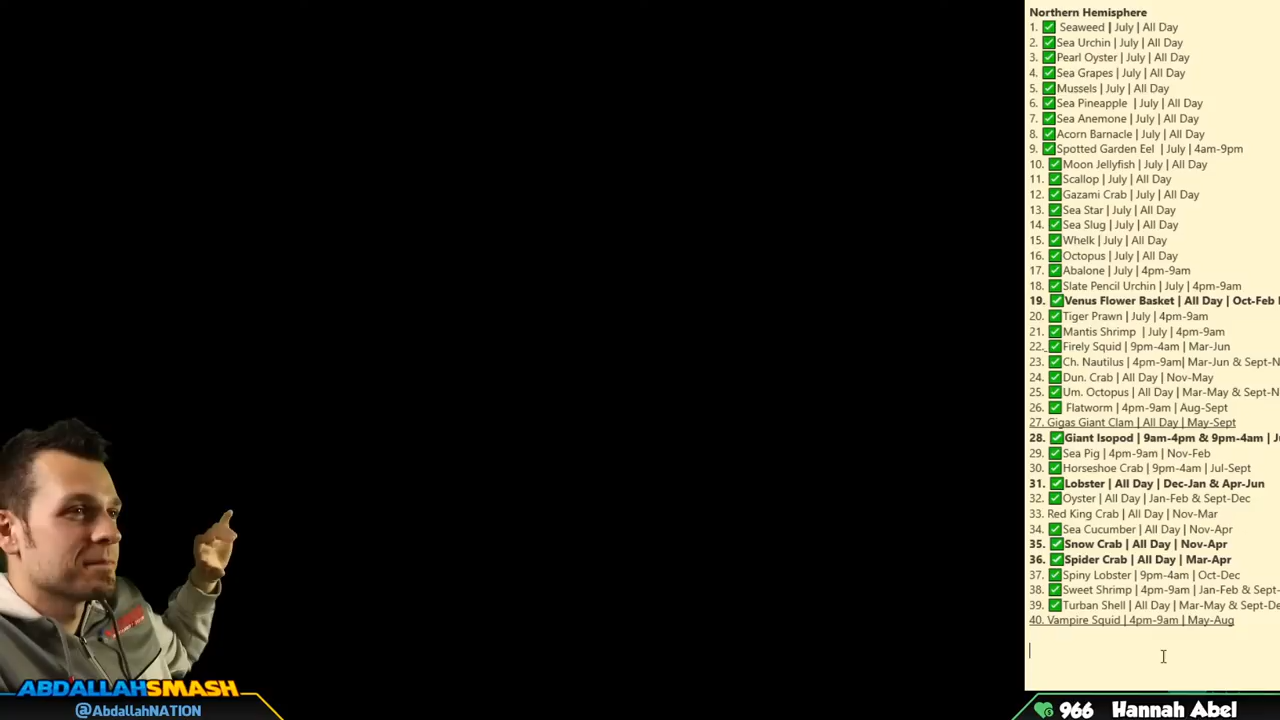 Northern Hemisphere
1. ✅ Seaweed | July | All Day
2. ✅Sea Urchin | July | All Day
3. ✅Pearl Oyster | July | All Day
4. ✅Sea Grapes | July | All Day
5. ✅Mussels | July | All Day
6. ✅Sea Pineapple | July | All Day
7. ✅Sea Anemone | July | All Day
8. ✅Acorn Barnacle | July | All Day
9. ✅Spotted Garden Eel | July | 4am-9pm
10. ✅Moon Jellyfish | July | All Day
11. ✅Scallop | July | All Day
12. ✅Gazami Crab | July | All Day
13. ✅Sea Star | July | All Day
14. ✅Sea Slug | July | All Day
15. ✅Whelk | July | All Day
16. ✅Octopus | July | All Day
17. ✅Abalone | July | 4pm-9am
18. ✅Slate Pencil Urchin | July | 4pm-9am
19. ✅Venus Flower Basket | All Day | Oct-Feb
20. ✅Tiger Prawn | July | 4pm-9am
21. ✅Mantis Shrimp | July | 4pm-9am
22. ✅Firely Squid | 9pm-4am | Mar-Jun
23. ✅Ch. Nautilus | 4pm-9am| Mar-Jun & Sept-N
24. ✅Dun. Crab | All Day | Nov-May
25. ✅Um. Octopus | All Day | Mar-May & Sept-N
26. ✅ Flatworm | 4pm-9am | Aug-Sept
27. Gigas Giant Clam | All Day | May-Sept
28. ✅Giant Isopod | 9am-4pm & 9pm-4am | Ju
29. ✅Sea Pig | 4pm-9am | Nov-Feb
30. ✅Horseshoe Crab | 9pm-4am | Jul-Sept
31. ✅Lobster | All Day | Dec-Jan & Apr-Jun
32. ✅Oyster | All Day | Jan-Feb & Sept-Dec
33. Red King Crab | All Day | Nov-Mar
34. ✅Sea Cucumber | All Day | Nov-Apr
35. ✅Snow Crab | All Day | Nov-Apr
36. ✅Spider Crab | All Day | Mar-Apr
37. ✅Spiny Lobster | 9pm-4am | Oct-Dec
38. ✅Sweet Shrimp | 4pm-9am | Jan-Feb & Sept-
39. ✅Turban Shell | All Day | Mar-May & Sept-De
40. Vampire Squid | 4pm-9am | May-Aug
ABDALLAHSMASH
@AbdallahNATION
966 Hannah Abel